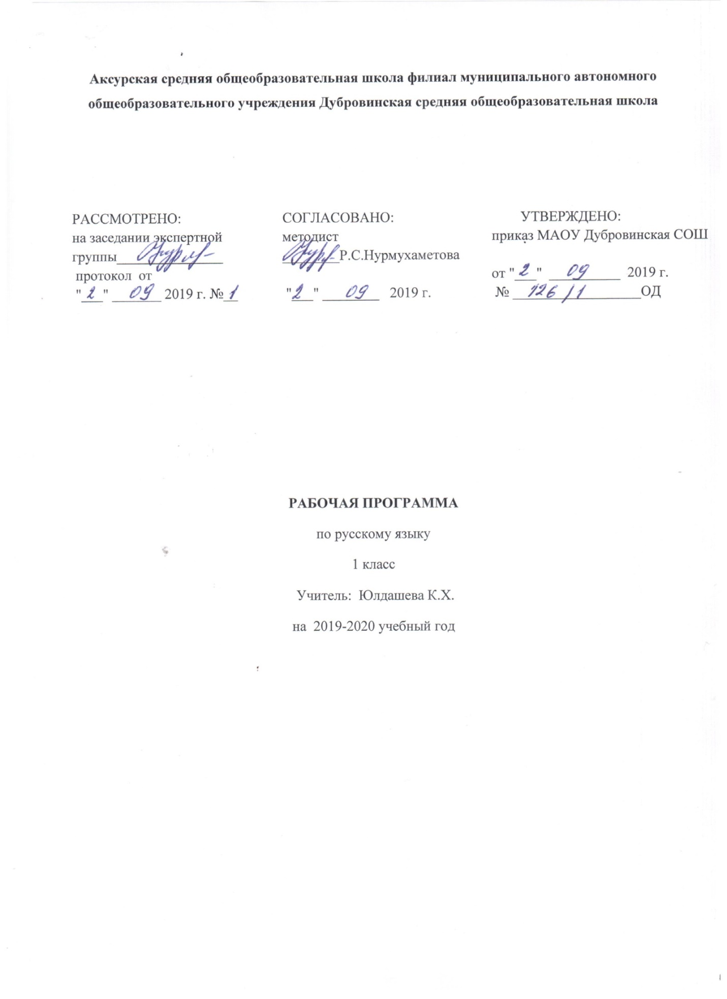 Аксурская средняя общеобразовательная школа филиал муниципального автономного
общеобразовательного учреждения Дубровинская средняя общеобразовательная школа
РАССМОТРЕНО:
на заседании экспертной
группы_______________
протокол от
"2" 09 2019 г. №1
СОГЛАСОВАНО:
методист
________Р.С.Нурмухаметова
"2" 09 2019 г.
УТВЕРЖДЕНО:
приказ МАОУ Дубровинская СОШ
от "2" 09 2019 г.
№ 126/1 ОД
РАБОЧАЯ ПРОГРАММА
по русскому языку
1 класс
Учитель: Юлдашева К.Х.
на 2019-2020 учебный год